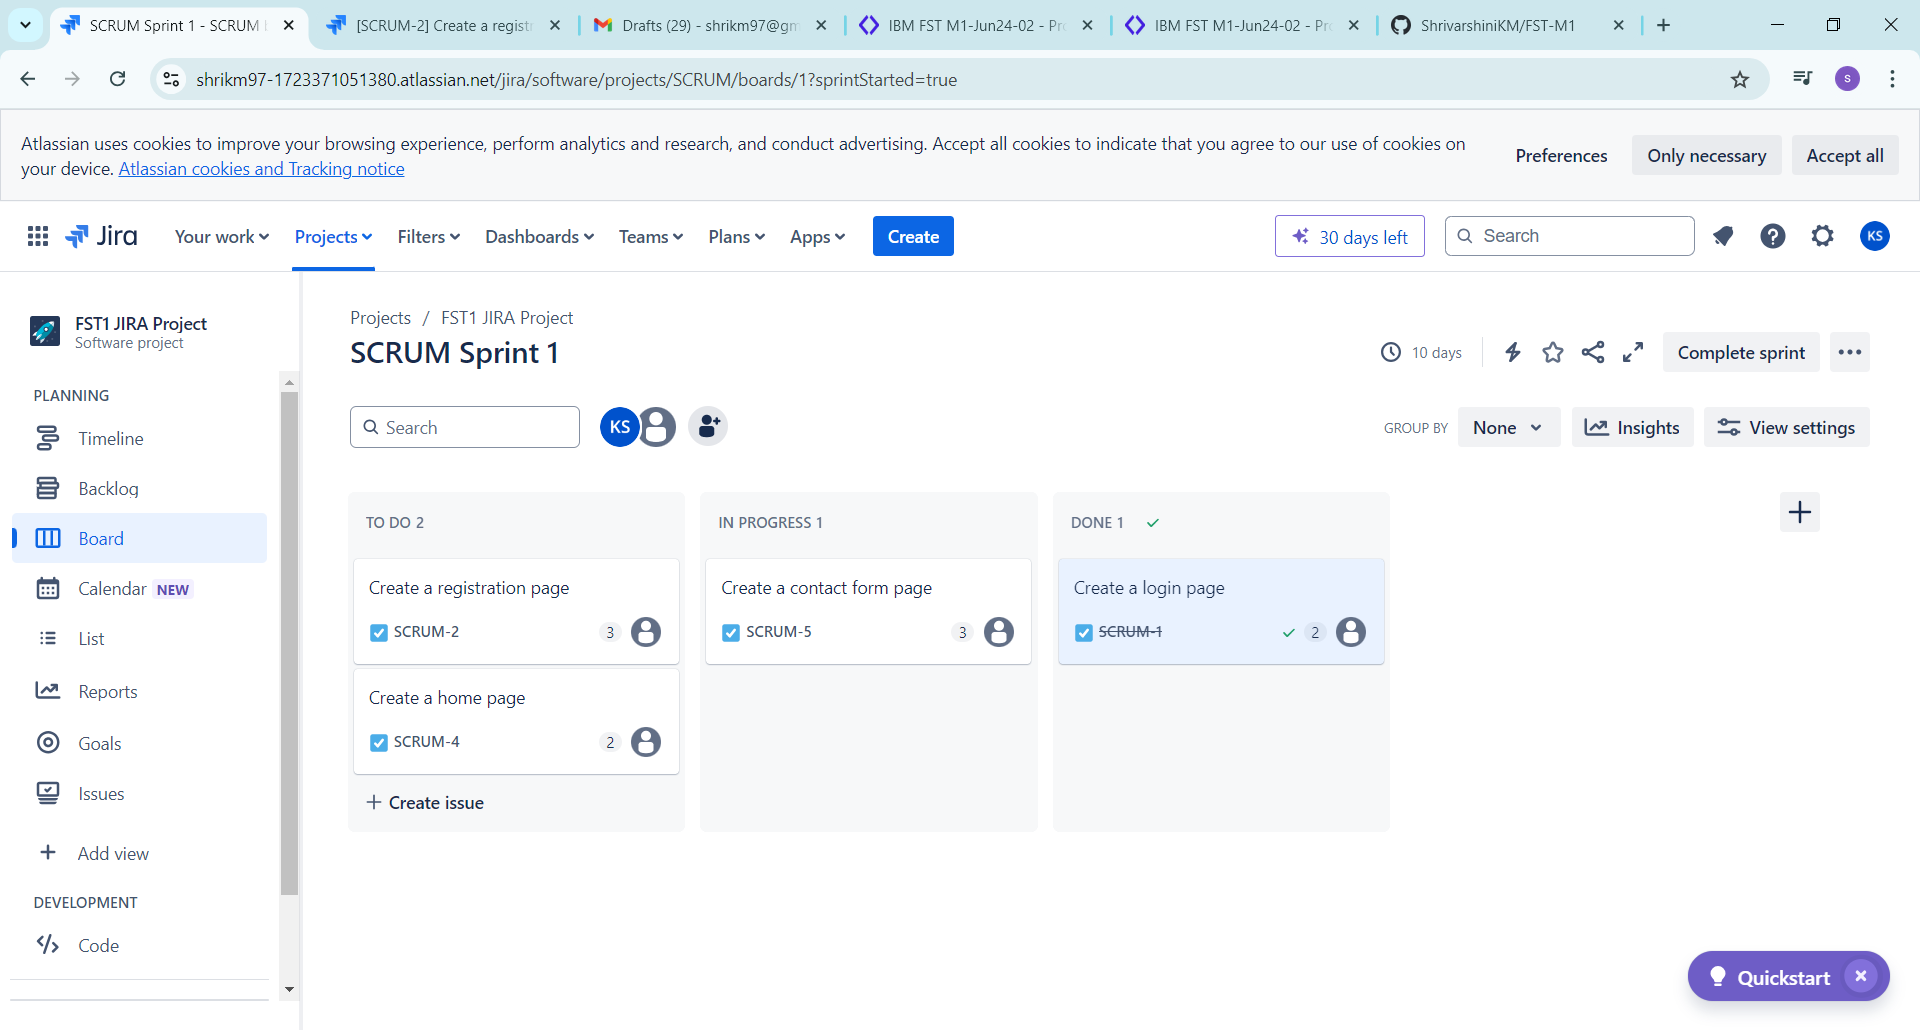 SCRUM Sprint 1 - SCRUM
[SCRUM-2] Create a regist
Drafts (29) - shrikm97@gm
IBM FST M1-Jun24-02 - Pr
IBM FST M1-Jun24-02 - Pr
ShrivarshiniKM/FST-M1
shrikm97-1723371051380.atlassian.net/jira/software/projects/SCRUM/boards/1?sprintStarted=true
S
Atlassian uses cookies to improve your browsing experience, perform analytics and research, and conduct advertising. Accept all cookies to indicate that you agree to our use of cookies on
your device. Atlassian cookies and Tracking notice
Preferences
Only necessary
Accept all
Jira
Your work
Projects
Filters
Dashboards
Teams
Plans
Apps
Create
30 days left
Search
KS
FST1 JIRA Project
Software project
PLANNING
Timeline
Backlog
Board
Calendar NEW
List
Reports
Goals
Issues
Add view
DEVELOPMENT
Code
Projects / FST1 JIRA Project
SCRUM Sprint 1
10 days
Complete sprint
Search
KS
GROUP BY
None
Insights
View settings
TO DO 2
Create a registration page
SCRUM-2
3
Create a home page
SCRUM-4
2
+ Create issue
IN PROGRESS 1
Create a contact form page
SCRUM-5
3
DONE 1
Create a login page
SCRUM-1
2
Quickstart